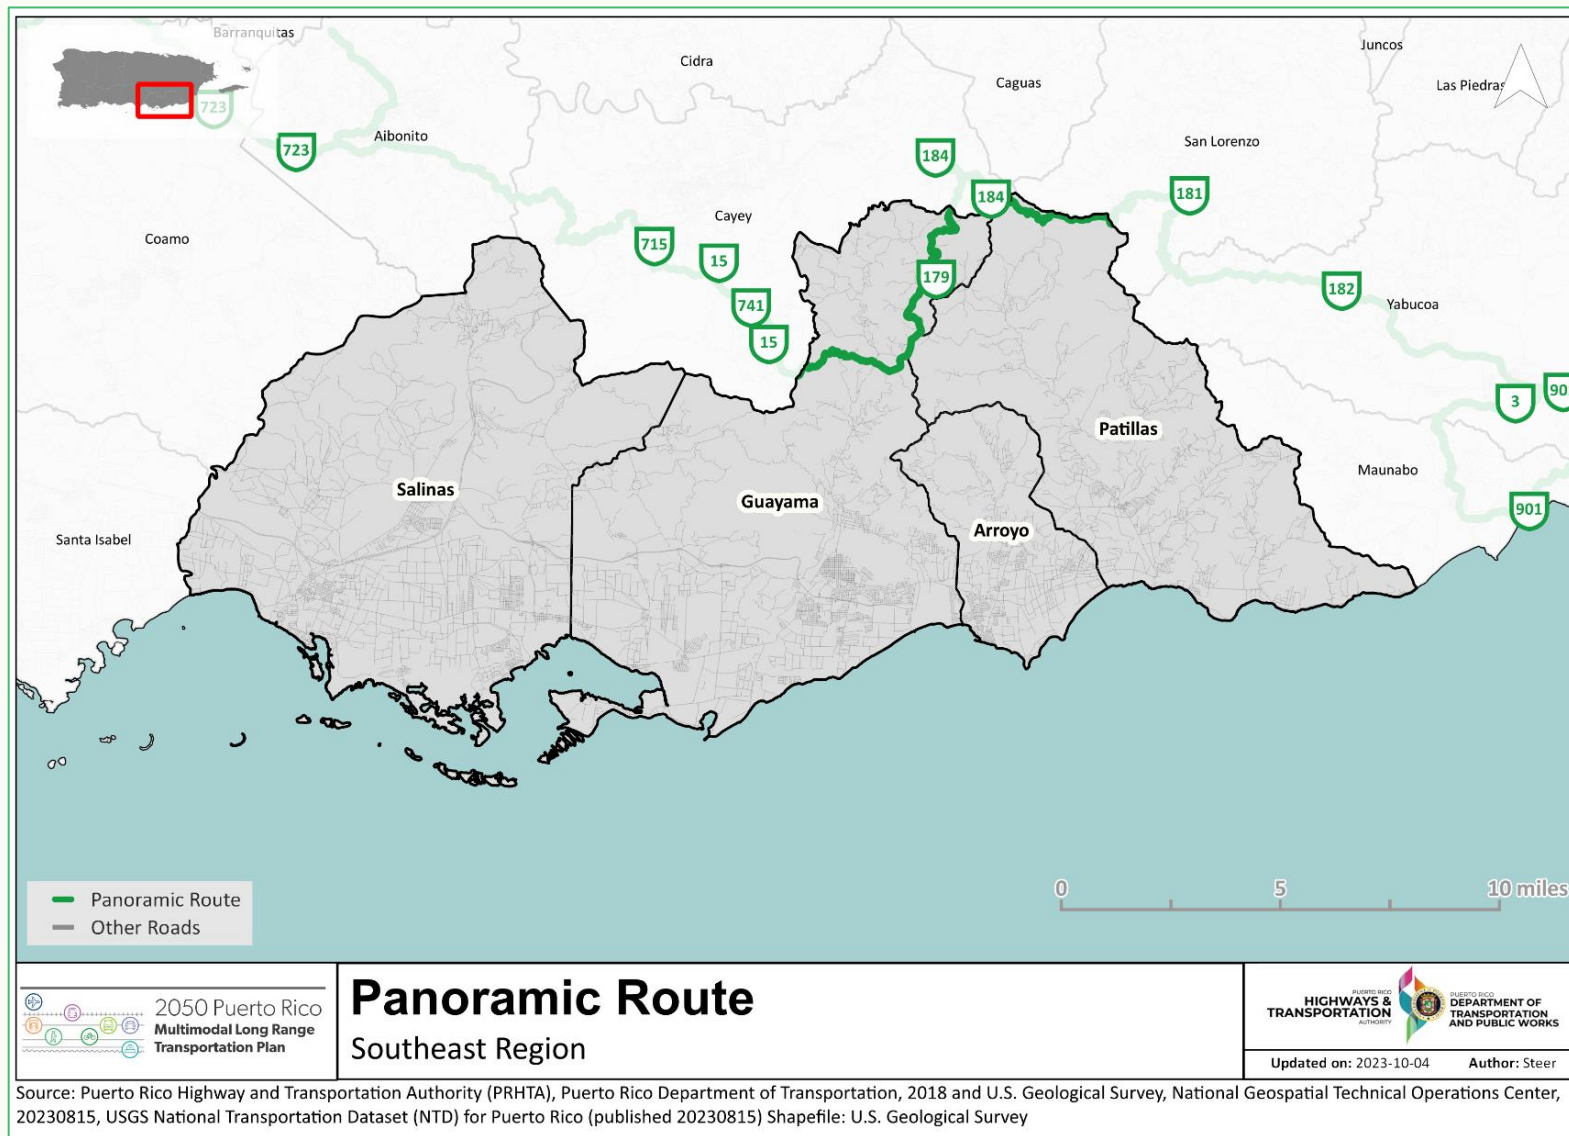 Barranquitas
Juncos
Cidra
Caguas
Las Piedras
723
Aibonito
San Lorenzo
723
184
184
181
Cayey
Coamo
715
15
179
741
182
Yabucoa
15
3
90
Patillas
Maunabo
Salinas
Guayama
901
Arroyo
Santa Isabel
0 5 10 miles
Panoramic Route
Other Roads
2050 Puerto Rico
Multimodal Long Range
Transportation Plan
Panoramic Route
Southeast Region
PUERTO RICO
HIGHWAYS &
TRANSPORTATION
AUTHORITY
PUERTO RICO
DEPARTMENT OF
TRANSPORTATION
AND PUBLIC WORKS
Updated on: 2023-10-04 Author: Steer
Source: Puerto Rico Highway and Transportation Authority (PRHTA), Puerto Rico Department of Transportation, 2018 and U.S. Geological Survey, National Geospatial Technical Operations Center,
20230815, USGS National Transportation Dataset (NTD) for Puerto Rico (published 20230815) Shapefile: U.S. Geological Survey